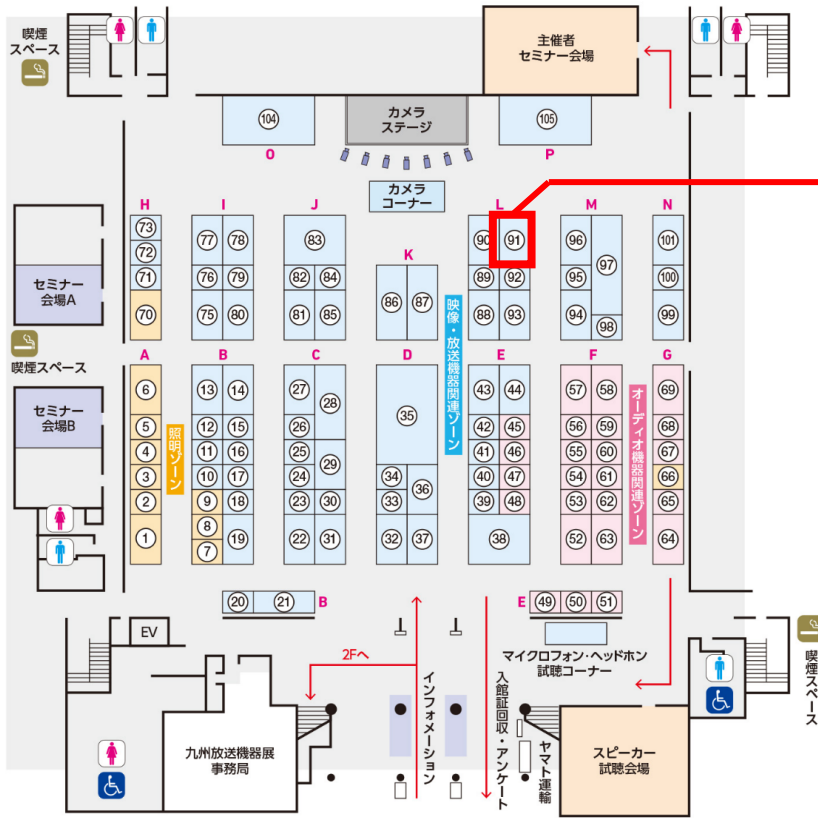 喫煙
スペース
主催者
セミナー会場
104
カメラ
ステージ
105
O
P
カメラ
コーナー
H
I
J
K
L
M
N
73
72
71
70
77
78
76
79
75
80
83
82
84
81
85
86
87
90
91
89
92
88
93
96
97
95
94
98
101
100
99
セミナー
会場A
喫煙スペース
セミナー
会場B
映像・放送機器関連ゾーン
A
B
C
D
E
F
G
6
5
4
3
2
1
照明ゾーン
13
14
12
15
11
16
10
17
9
18
8
7
19
27
28
26
25
29
24
23
30
22
31
35
34
36
33
32
37
43
44
42
45
41
46
40
47
39
48
38
57
58
56
59
55
60
54
61
53
62
52
63
オーディオ機器関連ゾーン
69
68
67
66
65
64
20
21
B
E
49
50
51
EV
2Fへ
マイクロフォン・ヘッドホン
試聴コーナー
インフォメーション
入館証回収・アンケート
ヤマト運輸
九州放送機器展
事務局
スピーカー
試聴会場
喫煙スペース